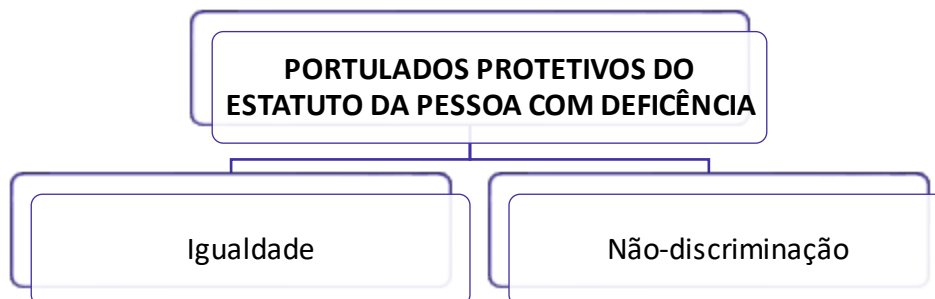 PORTULADOS PROTETIVOS DO
ESTATUTO DA PESSOA COM DEFICÊNCIA
Igualdade
Não-discriminação